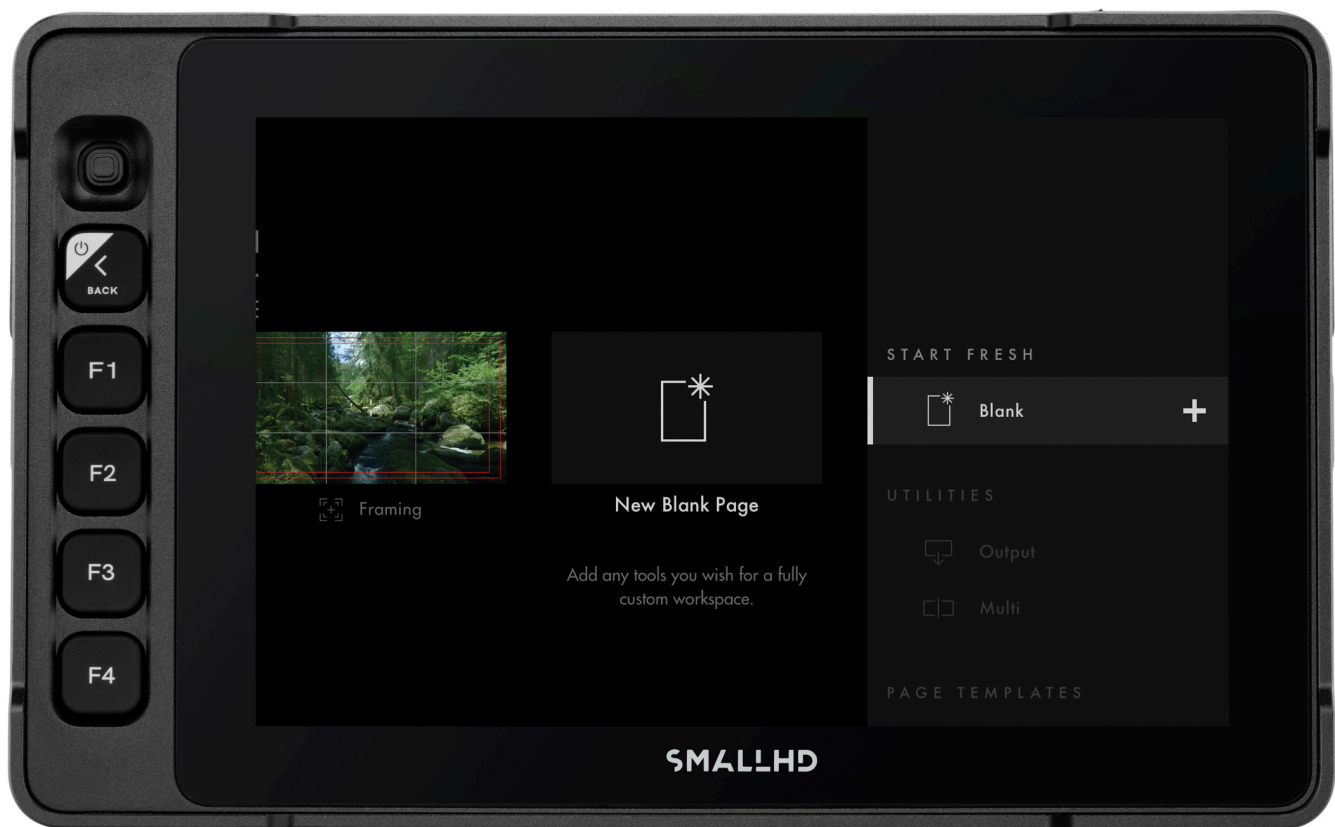 BACK
F1
F2
F3
F4
Framing
New Blank Page
Add any tools you wish for a fully
custom workspace.
START FRESH
Blank
UTILITIES
Output
Multi
PAGE TEMPLATES
SMALLHD